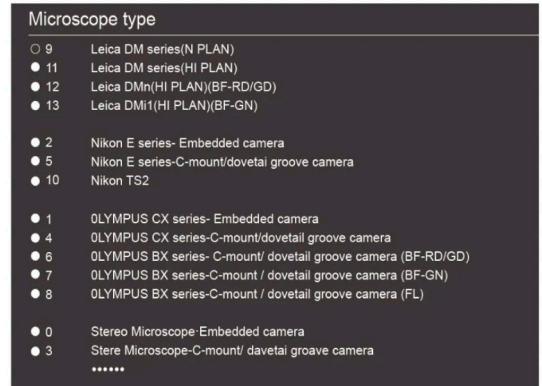 Microscope type
9 Leica DM series(N PLAN)
11 Leica DM series(HI PLAN)
12 Leica DMn(HI PLAN)(BF-RD/GD)
13 Leica DMi1(HI PLAN)(BF-GN)
2 Nikon E series- Embedded camera
5 Nikon E series-C-mount/dovetai groove camera
10 Nikon TS2
1 0LYMPUS CX series- Embedded camera
4 0LYMPUS CX series-C-mount/dovetail groove camera
6 0LYMPUS BX series- C-mount/ dovetail groove camera (BF-RD/GD)
7 0LYMPUS BX series-C-mount / dovetail groove camera (BF-GN)
8 0LYMPUS BX series-C-mount / dovetail groove camera (FL)
0 Stereo Microscope·Embedded camera
3 Stere Microscope-C-mount/ davetai groave camera
••••••